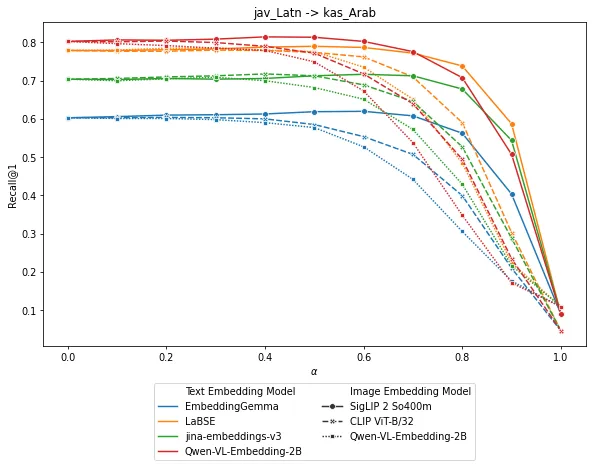 jav_Latn -> kas_Arab
Recall@1
0.8
0.7
0.6
0.5
0.4
0.3
0.2
0.1
0.0 0.2 0.4 0.6 0.8 1.0
α
Text Embedding Model Image Embedding Model
EmbeddingGemma SigLIP 2 So400m
LaBSE CLIP ViT-B/32
jina-embeddings-v3 Qwen-VL-Embedding-2B
Qwen-VL-Embedding-2B